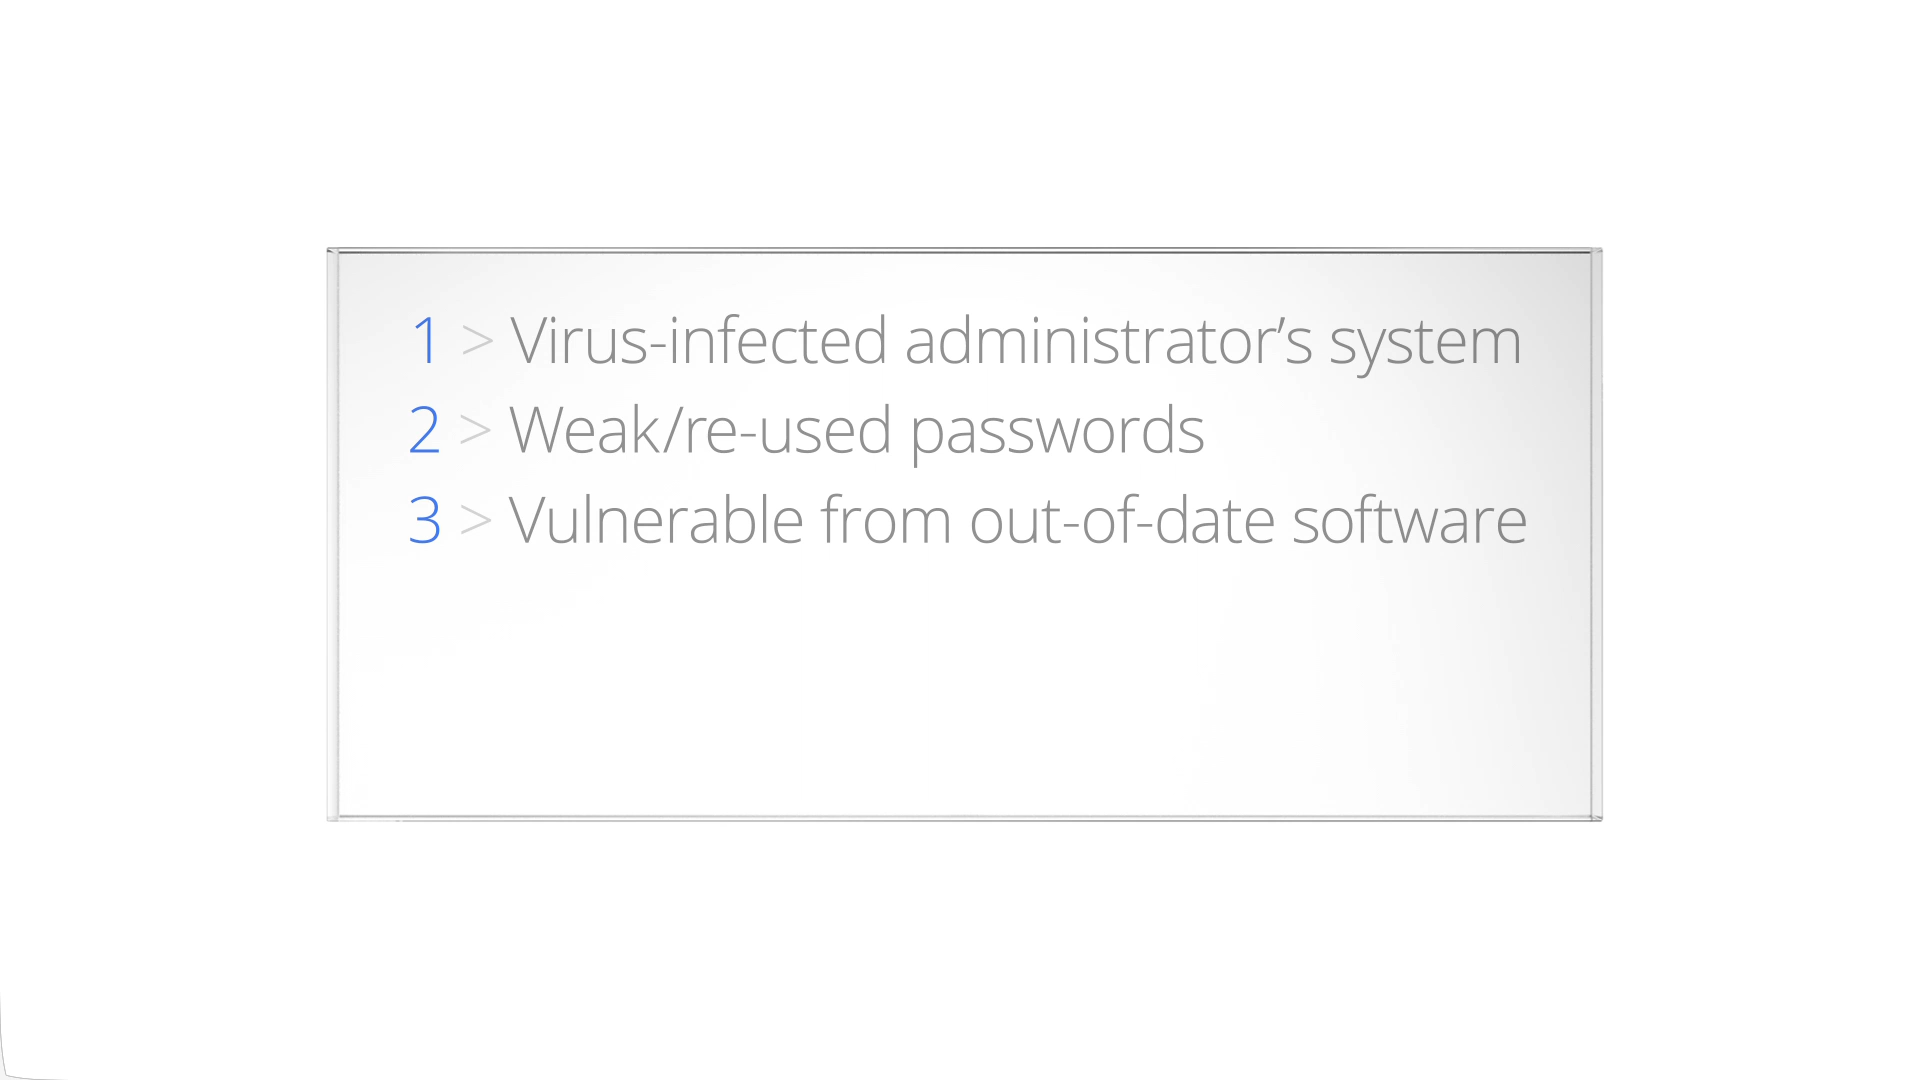 1 > Virus-infected administrator’s system
2 > Weak/re-used passwords
3 > Vulnerable from out-of-date software